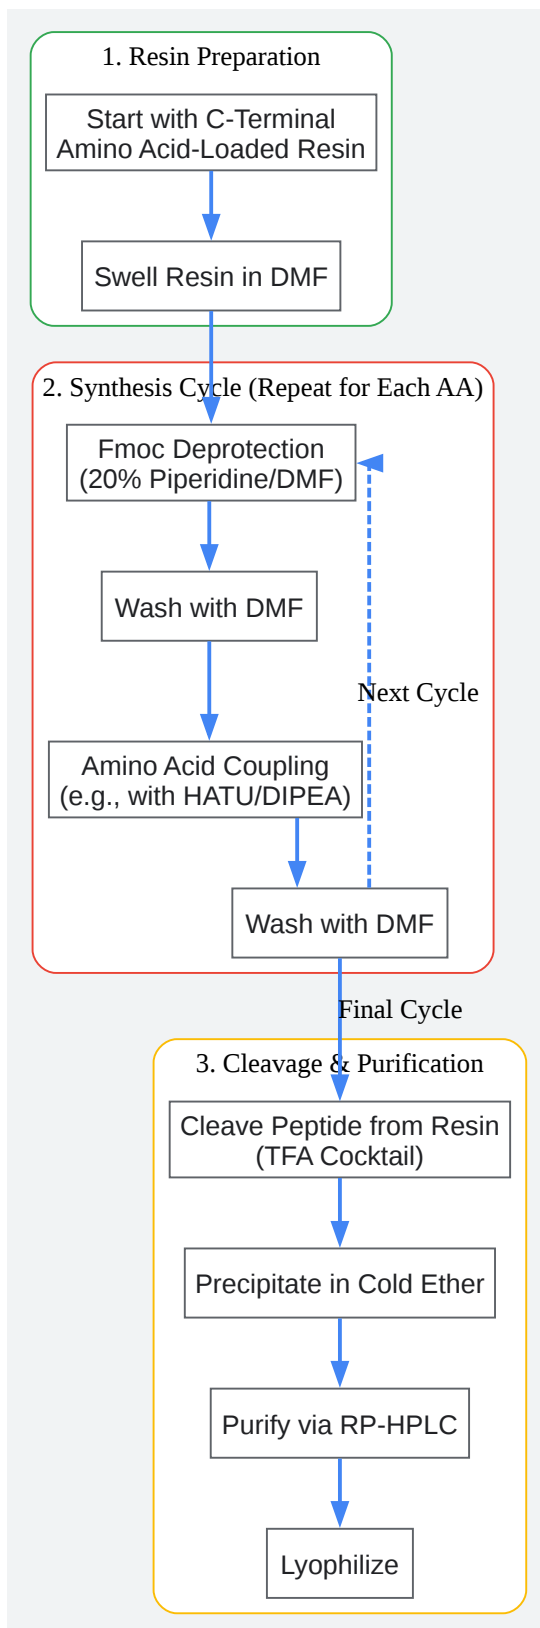 1. Resin Preparation
Start with C-Terminal
Amino Acid-Loaded Resin
Swell Resin in DMF
2. Synthesis Cycle (Repeat for Each AA)
Fmoc Deprotection
(20% Piperidine/DMF)
Wash with DMF
Next Cycle
Amino Acid Coupling
(e.g., with HATU/DIPEA)
Wash with DMF
Final Cycle
3. Cleavage & Purification
Cleave Peptide from Resin
(TFA Cocktail)
Precipitate in Cold Ether
Purify via RP-HPLC
Lyophilize